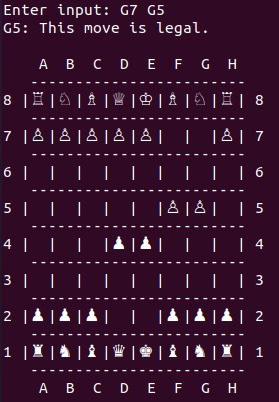 Enter input: G7 G5
G5: This move is legal.
A B C D E F G H
-----------------------
8 |♖|♘|♗|♕|♔|♗|♘|♖| 8
-----------------------
7 |♙|♙|♙|♙|♙| | |♙| 7
-----------------------
6 | | | | | | | | | 6
-----------------------
5 | | | | | |♙|♙| | 5
-----------------------
4 | | | |♟|♟| | | | 4
-----------------------
3 | | | | | | | | | 3
-----------------------
2 |♟|♟|♟| | |♟|♟|♟| 2
-----------------------
1 |♜|♞|♝|♛|♚|♝|♞|♜| 1
-----------------------
A B C D E F G H